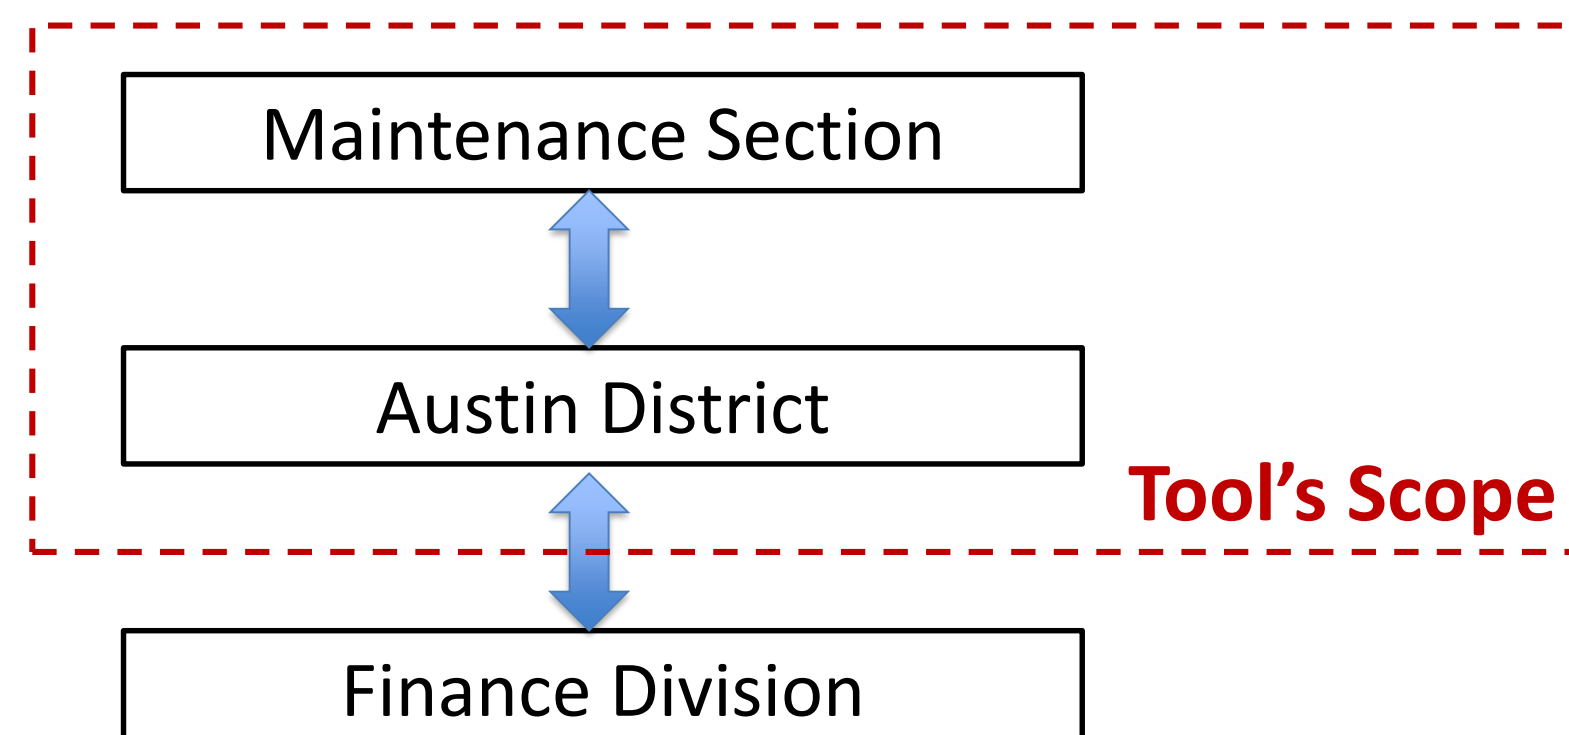 Maintenance Section
Austin District
Tool’s Scope
Finance Division